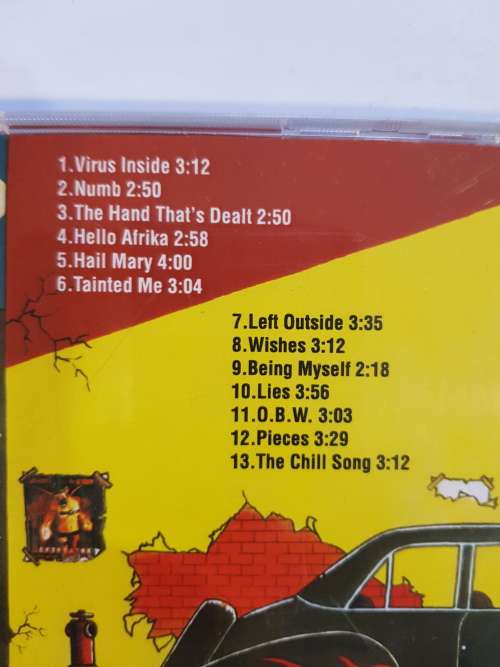 1.Virus Inside 3:12
2.Numb 2:50
3.The Hand That's Dealt 2:50
4.Hello Afrika 2:58
5.Hail Mary 4:00
6.Tainted Me 3:04
7.Left Outside 3:35
8.Wishes 3:12
9.Being Myself 2:18
10.Lies 3:56
11.O.B.W. 3:03
12.Pieces 3:29
13.The Chill Song 3:12